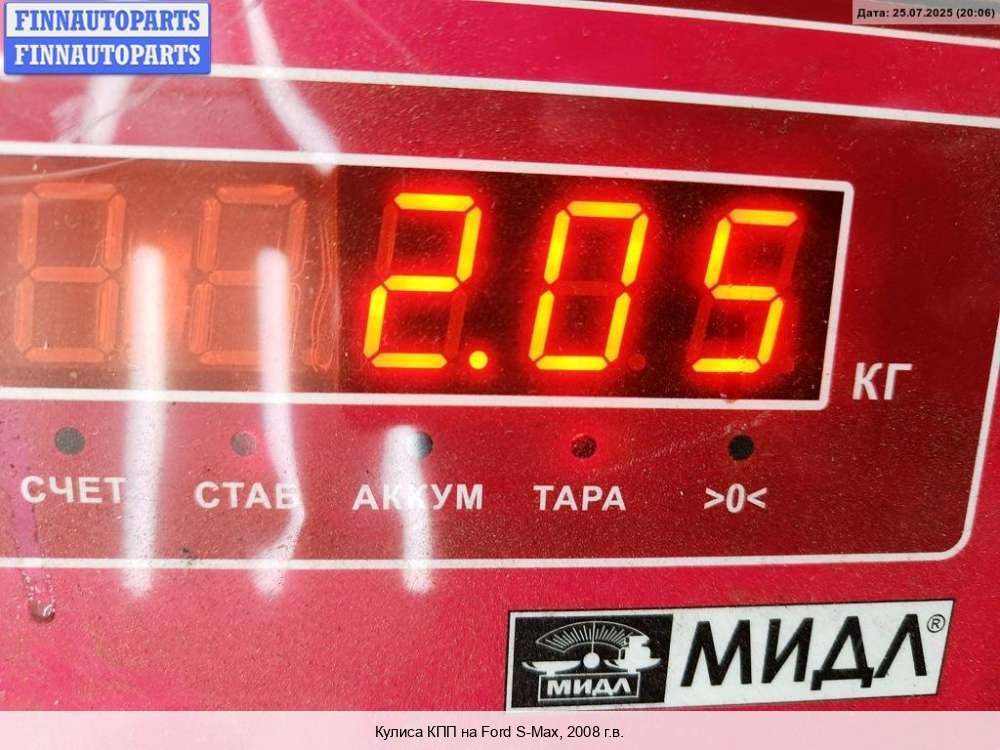 FINNAUTOPARTS
FINNAUTOPARTS
Дата: 25.07.2025 (20:06)
2.05
КГ
СЧЕТ СТАБ АККУМ ТАРА >0<
МИДЛ
МИДЛ®
Кулиса КПП на Ford S-Max, 2008 г.в.